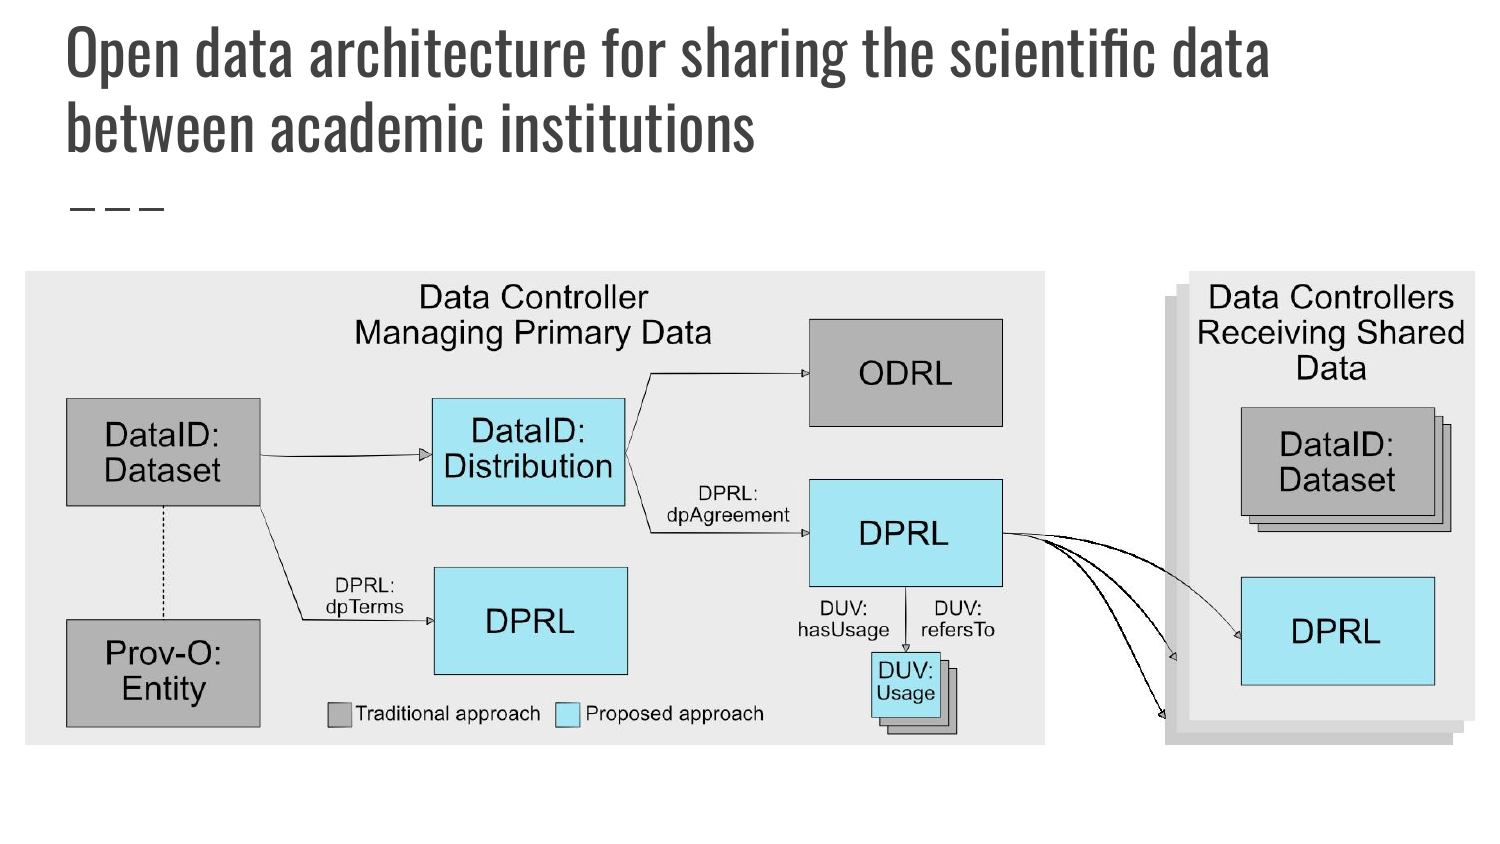 Open data architecture for sharing the scientific data
between academic institutions
Data Controller
Managing Primary Data
DataID:
Dataset
DataID:
Distribution
ODRL
DPRL:
dpAgreement
DPRL
DPRL:
dpTerms
DPRL
Prov-O:
Entity
DUV:
hasUsage
DUV:
refersTo
DUV:
Usage
Traditional approach
Proposed approach
Data Controllers
Receiving Shared
Data
DataID:
Dataset
DPRL